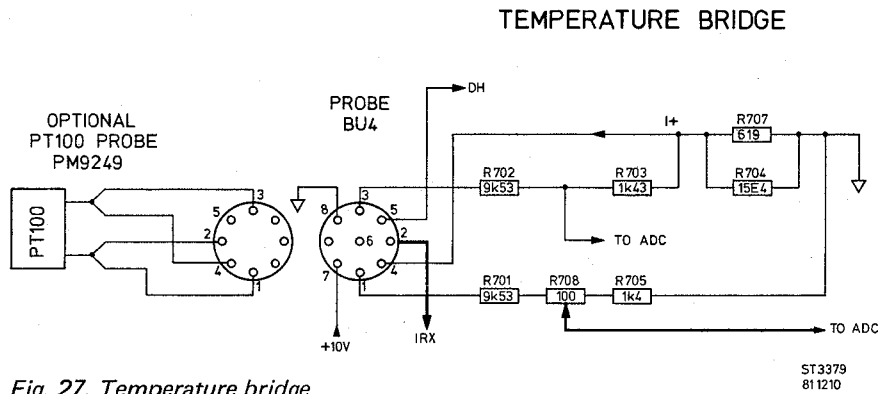 TEMPERATURE BRIDGE
OPTIONAL
PT100 PROBE
PM9249
PT100
3
5
2
4
1
PROBE
BU4
DH
8
3
5
6
2
7
4
1
+10V
IRX
R702
9k53
R703
1k43
I+
R707
619
R704
15E4
TO ADC
R701
9k53
R708
100
R705
1k4
TO ADC
ST3379
811210
Fig. 27. Temperature bridge